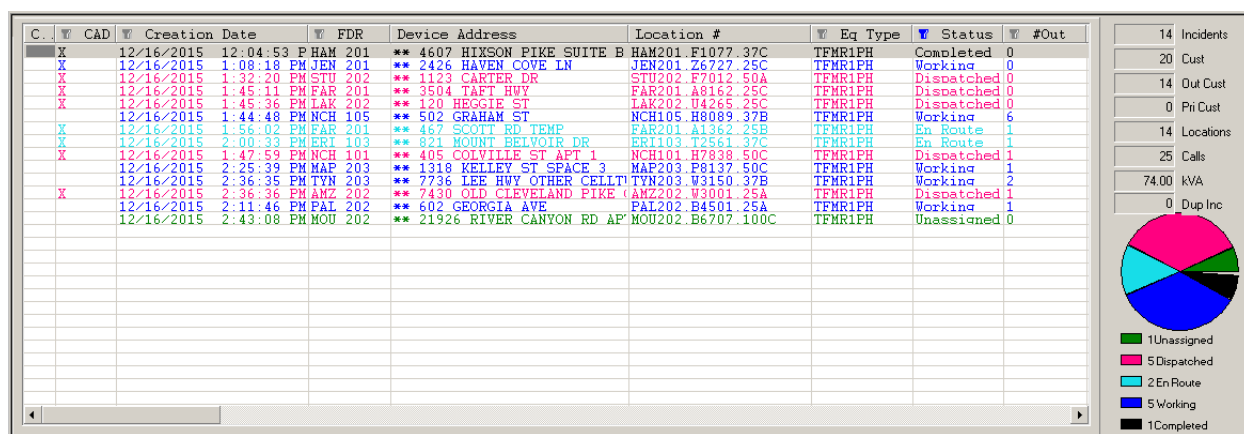 C.. CAD Creation Date FDR Device Address Location # Eq Type Status #Out
X 12/16/2015 12:04:53 P HAM 201 ** 4607 HIXSON PIKE SUITE B HAM201.F1077.37C TFMR1PH Completed 0
X 12/16/2015 1:08:18 PM JEN 201 ** 2426 HAVEN COVE LN JEN201.Z6727.25C TFMR1PH Working 0
X 12/16/2015 1:32:20 PM STU 202 ** 1123 CARTER DR STU202.F7012.50A TFMR1PH Dispatched 0
X 12/16/2015 1:45:11 PM FAR 201 ** 3504 TAFT HWY FAR201.A8162.25C TFMR1PH Dispatched 0
X 12/16/2015 1:45:36 PM LAK 202 ** 120 HEGGIE ST LAK202.U4265.25C TFMR1PH Dispatched 0
12/16/2015 1:44:48 PM NCH 105 ** 502 GRAHAM ST NCH105.H8089.37B TFMR1PH Working 6
X 12/16/2015 1:56:02 PM FAR 201 ** 467 SCOTT RD TEMP FAR201.A1362.25B TFMR1PH En Route 1
X 12/16/2015 2:00:33 PM ERI 103 ** 821 MOUNT BELVOIR DR ERI103.T2561.37C TFMR1PH En Route 1
X 12/16/2015 1:47:59 PM NCH 101 ** 405 COLVILLE ST APT 1 NCH101.H7838.50C TFMR1PH Dispatched 1
12/16/2015 2:25:39 PM MAP 203 ** 1318 KELLEY ST SPACE 3 MAP203.P8137.50C TFMR1PH Working 1
12/16/2015 2:36:35 PM TYN 203 ** 7736 LEE HWY OTHER CELLT TYN203.W3150.37B TFMR1PH Working 2
X 12/16/2015 2:36:36 PM AMZ 202 ** 7430 OLD CLEVELAND PIKE ( AMZ202.W3001.25A TFMR1PH Dispatched 1
12/16/2015 2:11:46 PM PAL 202 ** 602 GEORGIA AVE PAL202.B4501.25A TFMR1PH Working 1
12/16/2015 2:43:08 PM MOU 202 ** 21926 RIVER CANYON RD AP MOU202.B6707.100C TFMR1PH Unassigned 0
14 Incidents
20 Cust
14 Out Cust
0 Pri Cust
14 Locations
25 Calls
74.00 kVA
0 Dup Inc
1 Unassigned
5 Dispatched
2 En Route
5 Working
1 Completed